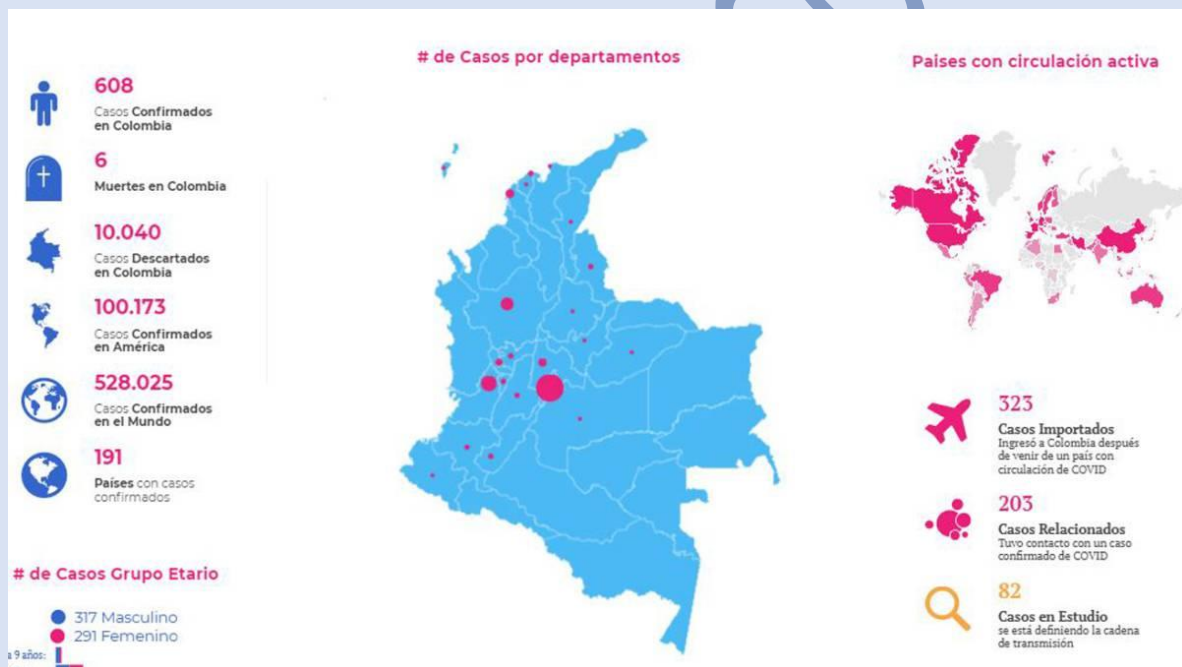 # de Casos por departamentos
Paises con circulación activa
608
Casos Confirmados
en Colombia
6
Muertes en Colombia
10.040
Casos Descartados
en Colombia
100.173
Casos Confirmados
en América
528.025
Casos Confirmados
en el Mundo
191
Países con casos
confirmados
# de Casos Grupo Etario
317 Masculino
291 Femenino
a 9 años:
323
Casos Importados
Ingresó a Colombia después
de venir de un país con
circulación de COVID
203
Casos Relacionados
Tuvo contacto con un caso
confirmado de COVID
82
Casos en Estudio
se está definiendo la cadena
de transmisión